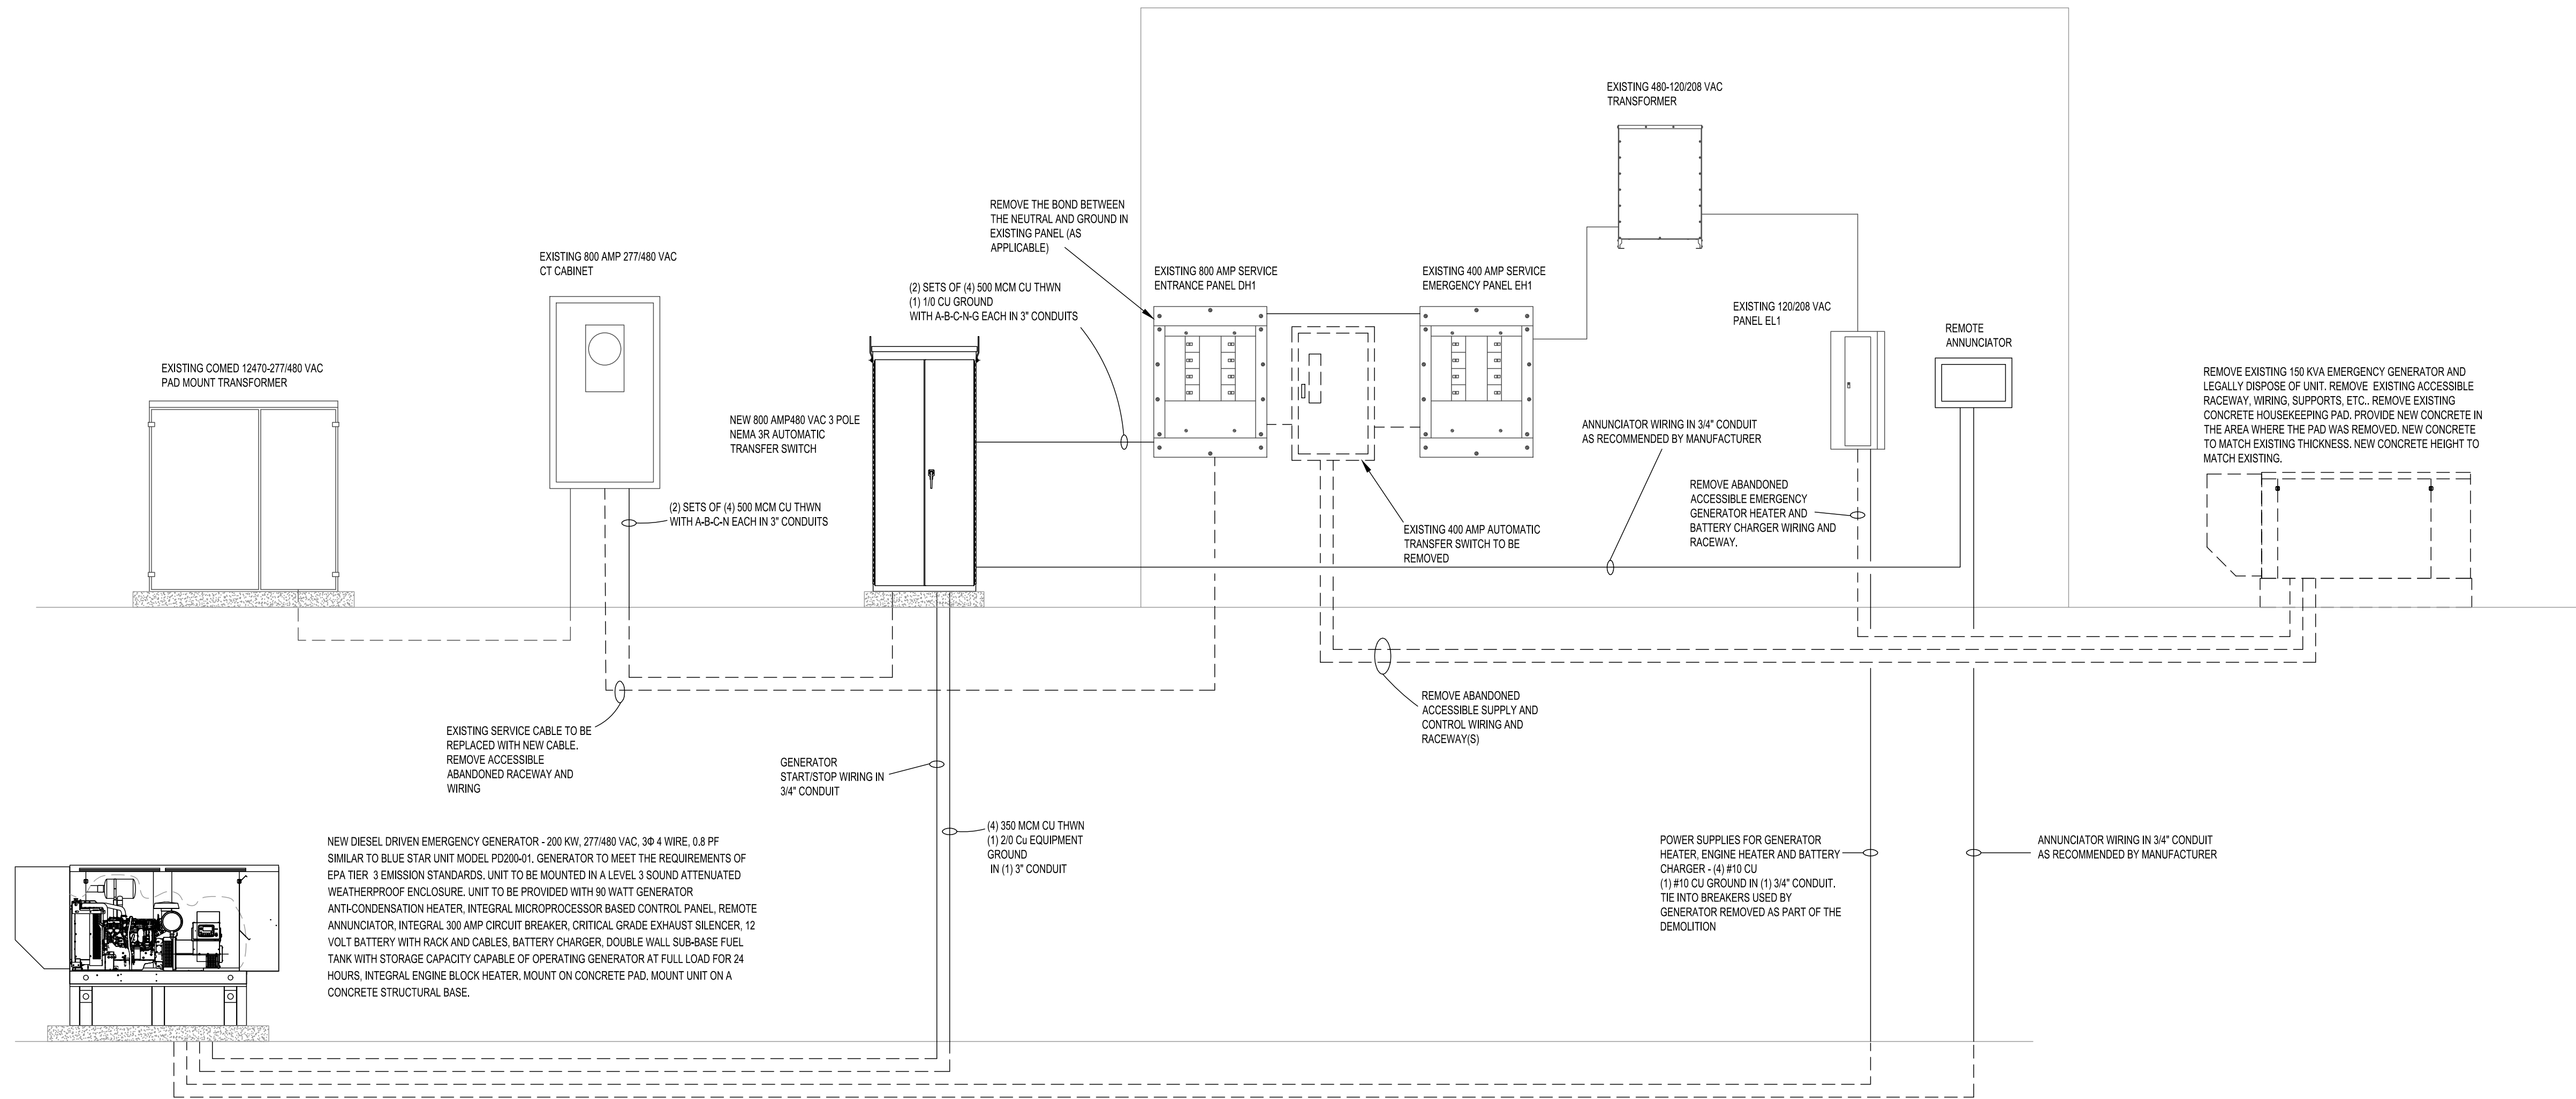 EXISTING 480-120/208 VAC
TRANSFORMER
REMOVE THE BOND BETWEEN
THE NEUTRAL AND GROUND IN
EXISTING PANEL (AS
APPLICABLE)
EXISTING 800 AMP 277/480 VAC
CT CABINET
EXISTING 800 AMP SERVICE
ENTRANCE PANEL DH1
EXISTING 400 AMP SERVICE
EMERGENCY PANEL EH1
(2) SETS OF (4) 500 MCM CU THWN
(1) 1/0 CU GROUND
WITH A-B-C-N-G EACH IN 3" CONDUITS
EXISTING 120/208 VAC
PANEL EL1
REMOTE
ANNUNCIATOR
EXISTING COMED 12470-277/480 VAC
PAD MOUNT TRANSFORMER
REMOVE EXISTING 150 KVA EMERGENCY GENERATOR AND
LEGALLY DISPOSE OF UNIT. REMOVE EXISTING ACCESSIBLE
RACEWAY, WIRING, SUPPORTS, ETC.. REMOVE EXISTING
CONCRETE HOUSEKEEPING PAD. PROVIDE NEW CONCRETE IN
THE AREA WHERE THE PAD WAS REMOVED. NEW CONCRETE
TO MATCH EXISTING THICKNESS. NEW CONCRETE HEIGHT TO
MATCH EXISTING.
NEW 800 AMP480 VAC 3 POLE
NEMA 3R AUTOMATIC
TRANSFER SWITCH
ANNUNCIATOR WIRING IN 3/4" CONDUIT
AS RECOMMENDED BY MANUFACTURER
(2) SETS OF (4) 500 MCM CU THWN
WITH A-B-C-N EACH IN 3" CONDUITS
REMOVE ABANDONED
ACCESSIBLE EMERGENCY
GENERATOR HEATER AND
BATTERY CHARGER WIRING AND
RACEWAY.
EXISTING 400 AMP AUTOMATIC
TRANSFER SWITCH TO BE
REMOVED
REMOVE ABANDONED
ACCESSIBLE SUPPLY AND
CONTROL WIRING AND
RACEWAY(S)
EXISTING SERVICE CABLE TO BE
REPLACED WITH NEW CABLE.
REMOVE ACCESSIBLE
ABANDONED RACEWAY AND
WIRING
GENERATOR
START/STOP WIRING IN
3/4" CONDUIT
(4) 350 MCM CU THWN
(1) 2/0 Cu EQUIPMENT
GROUND
IN (1) 3" CONDUIT
NEW DIESEL DRIVEN EMERGENCY GENERATOR - 200 KW, 277/480 VAC, 3Φ 4 WIRE, 0.8 PF
SIMILAR TO BLUE STAR UNIT MODEL PD200-01. GENERATOR TO MEET THE REQUIREMENTS OF
EPA TIER 3 EMISSION STANDARDS. UNIT TO BE MOUNTED IN A LEVEL 3 SOUND ATTENUATED
WEATHERPROOF ENCLOSURE. UNIT TO BE PROVIDED WITH 90 WATT GENERATOR
ANTI-CONDENSATION HEATER, INTEGRAL MICROPROCESSOR BASED CONTROL PANEL, REMOTE
ANNUNCIATOR, INTEGRAL 300 AMP CIRCUIT BREAKER, CRITICAL GRADE EXHAUST SILENCER, 12
VOLT BATTERY WITH RACK AND CABLES, BATTERY CHARGER, DOUBLE WALL SUB-BASE FUEL
TANK WITH STORAGE CAPACITY CAPABLE OF OPERATING GENERATOR AT FULL LOAD FOR 24
HOURS, INTEGRAL ENGINE BLOCK HEATER. MOUNT ON CONCRETE PAD. MOUNT UNIT ON A
CONCRETE STRUCTURAL BASE.
POWER SUPPLIES FOR GENERATOR
HEATER, ENGINE HEATER AND BATTERY
CHARGER - (4) #10 CU
(1) #10 CU GROUND IN (1) 3/4" CONDUIT.
TIE INTO BREAKERS USED BY
GENERATOR REMOVED AS PART OF THE
DEMOLITION
ANNUNCIATOR WIRING IN 3/4" CONDUIT
AS RECOMMENDED BY MANUFACTURER